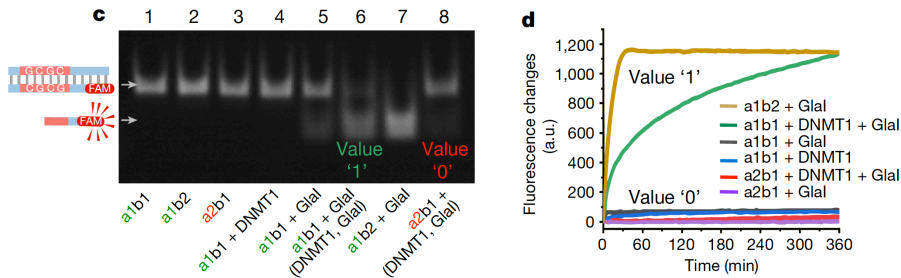 c
1 2 3 4 5 6 7 8
GCGC
CGCG
FAM
FAM
Value
'1'
Value
'0'
a1b1
a1b2
a2b1
a1b1 + DNMT1
a1b1 + GlaI
a1b1 + GlaI
(DNMT1, GlaI)
a1b2 + GlaI
a2b1 +
(DNMT1, GlaI)
d
Fluorescence changes
(a.u.)
1,200
1,000
800
600
400
200
0
Value '1'
a1b2 + GlaI
a1b1 + DNMT1 + GlaI
a1b1 + GlaI
a1b1 + DNMT1
a2b1 + DNMT1 + GlaI
a2b1 + GlaI
Value '0'
0 60 120 180 240 300 360
Time (min)